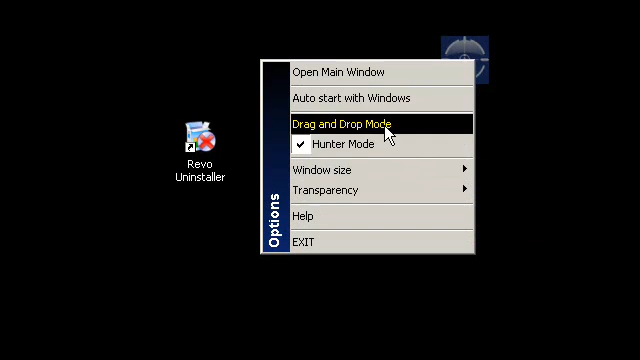 Open Main Window
Auto start with Windows
Drag and Drop Mode
Hunter Mode
Window size
Transparency
Help
EXIT
Options
Revo
Uninstaller